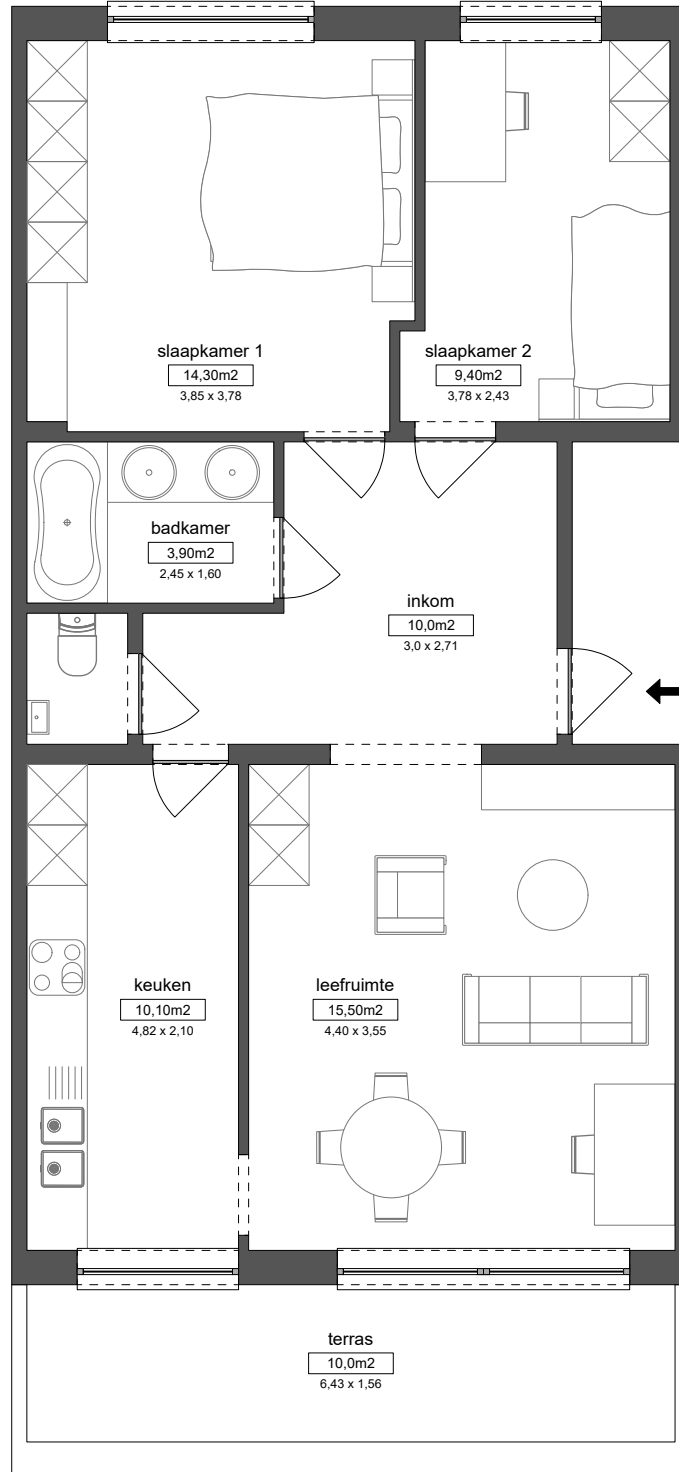 slaapkamer 1
14,30m2
3,85 x 3,78
slaapkamer 2
9,40m2
3,78 x 2,43
badkamer
3,90m2
2,45 x 1,60
inkom
10,0m2
3,0 x 2,71
keuken
10,10m2
4,82 x 2,10
leefruimte
15,50m2
4,40 x 3,55
terras
10,0m2
6,43 x 1,56